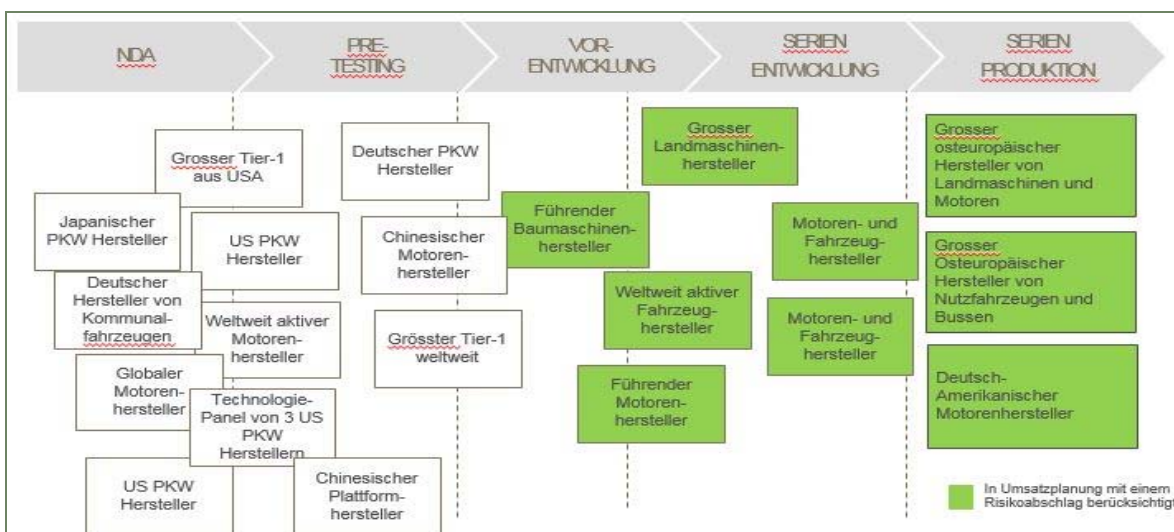 NDA
PRE-
TESTING
VOR-
ENTWICKLUNG
SERIEN
ENTWICKLUNG
SERIEN
PRODUKTION
Grosser Tier-1
aus USA
Japanischer
PKW Hersteller
US PKW
Hersteller
Deutscher
Hersteller von
Kommunal-
fahrzeugen
Weltweit aktiver
Motoren-
hersteller
Globaler
Motoren-
hersteller
Technologie-
Panel von 3 US
PKW
Herstellern
US PKW
Hersteller
Chinesischer
Plattform-
hersteller
Deutscher PKW
Hersteller
Chinesischer
Motoren-
hersteller
Grösster Tier-1
weltweit
Führender
Baumaschinen-
hersteller
Grosser
Landmaschinen-
hersteller
Weltweit aktiver
Fahrzeug-
hersteller
Führender
Motoren-
hersteller
Motoren- und
Fahrzeug-
hersteller
Motoren- und
Fahrzeug-
hersteller
Grosser
osteuropäischer
Hersteller von
Landmaschinen und
Motoren
Grosser
Osteuropäischer
Hersteller von
Nutzfahrzeugen und
Bussen
Deutsch-
Amerikanischer
Motorenhersteller
In Umsatzplanung mit einem
Risikoabschlag berücksichtigt